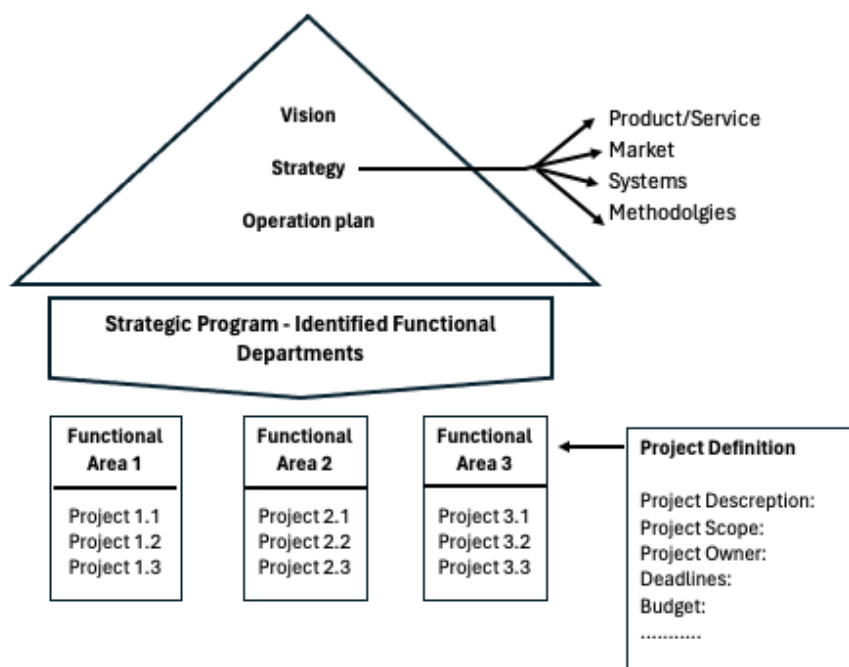 Vision
Strategy
Operation plan
Product/Service
Market
Systems
Methodolgies
Strategic Program - Identified Functional
Departments
Functional
Area 1
Project 1.1
Project 1.2
Project 1.3
Functional
Area 2
Project 2.1
Project 2.2
Project 2.3
Functional
Area 3
Project 3.1
Project 3.2
Project 3.3
Project Definition
Project Descreption:
Project Scope:
Project Owner:
Deadlines:
Budget:
...........